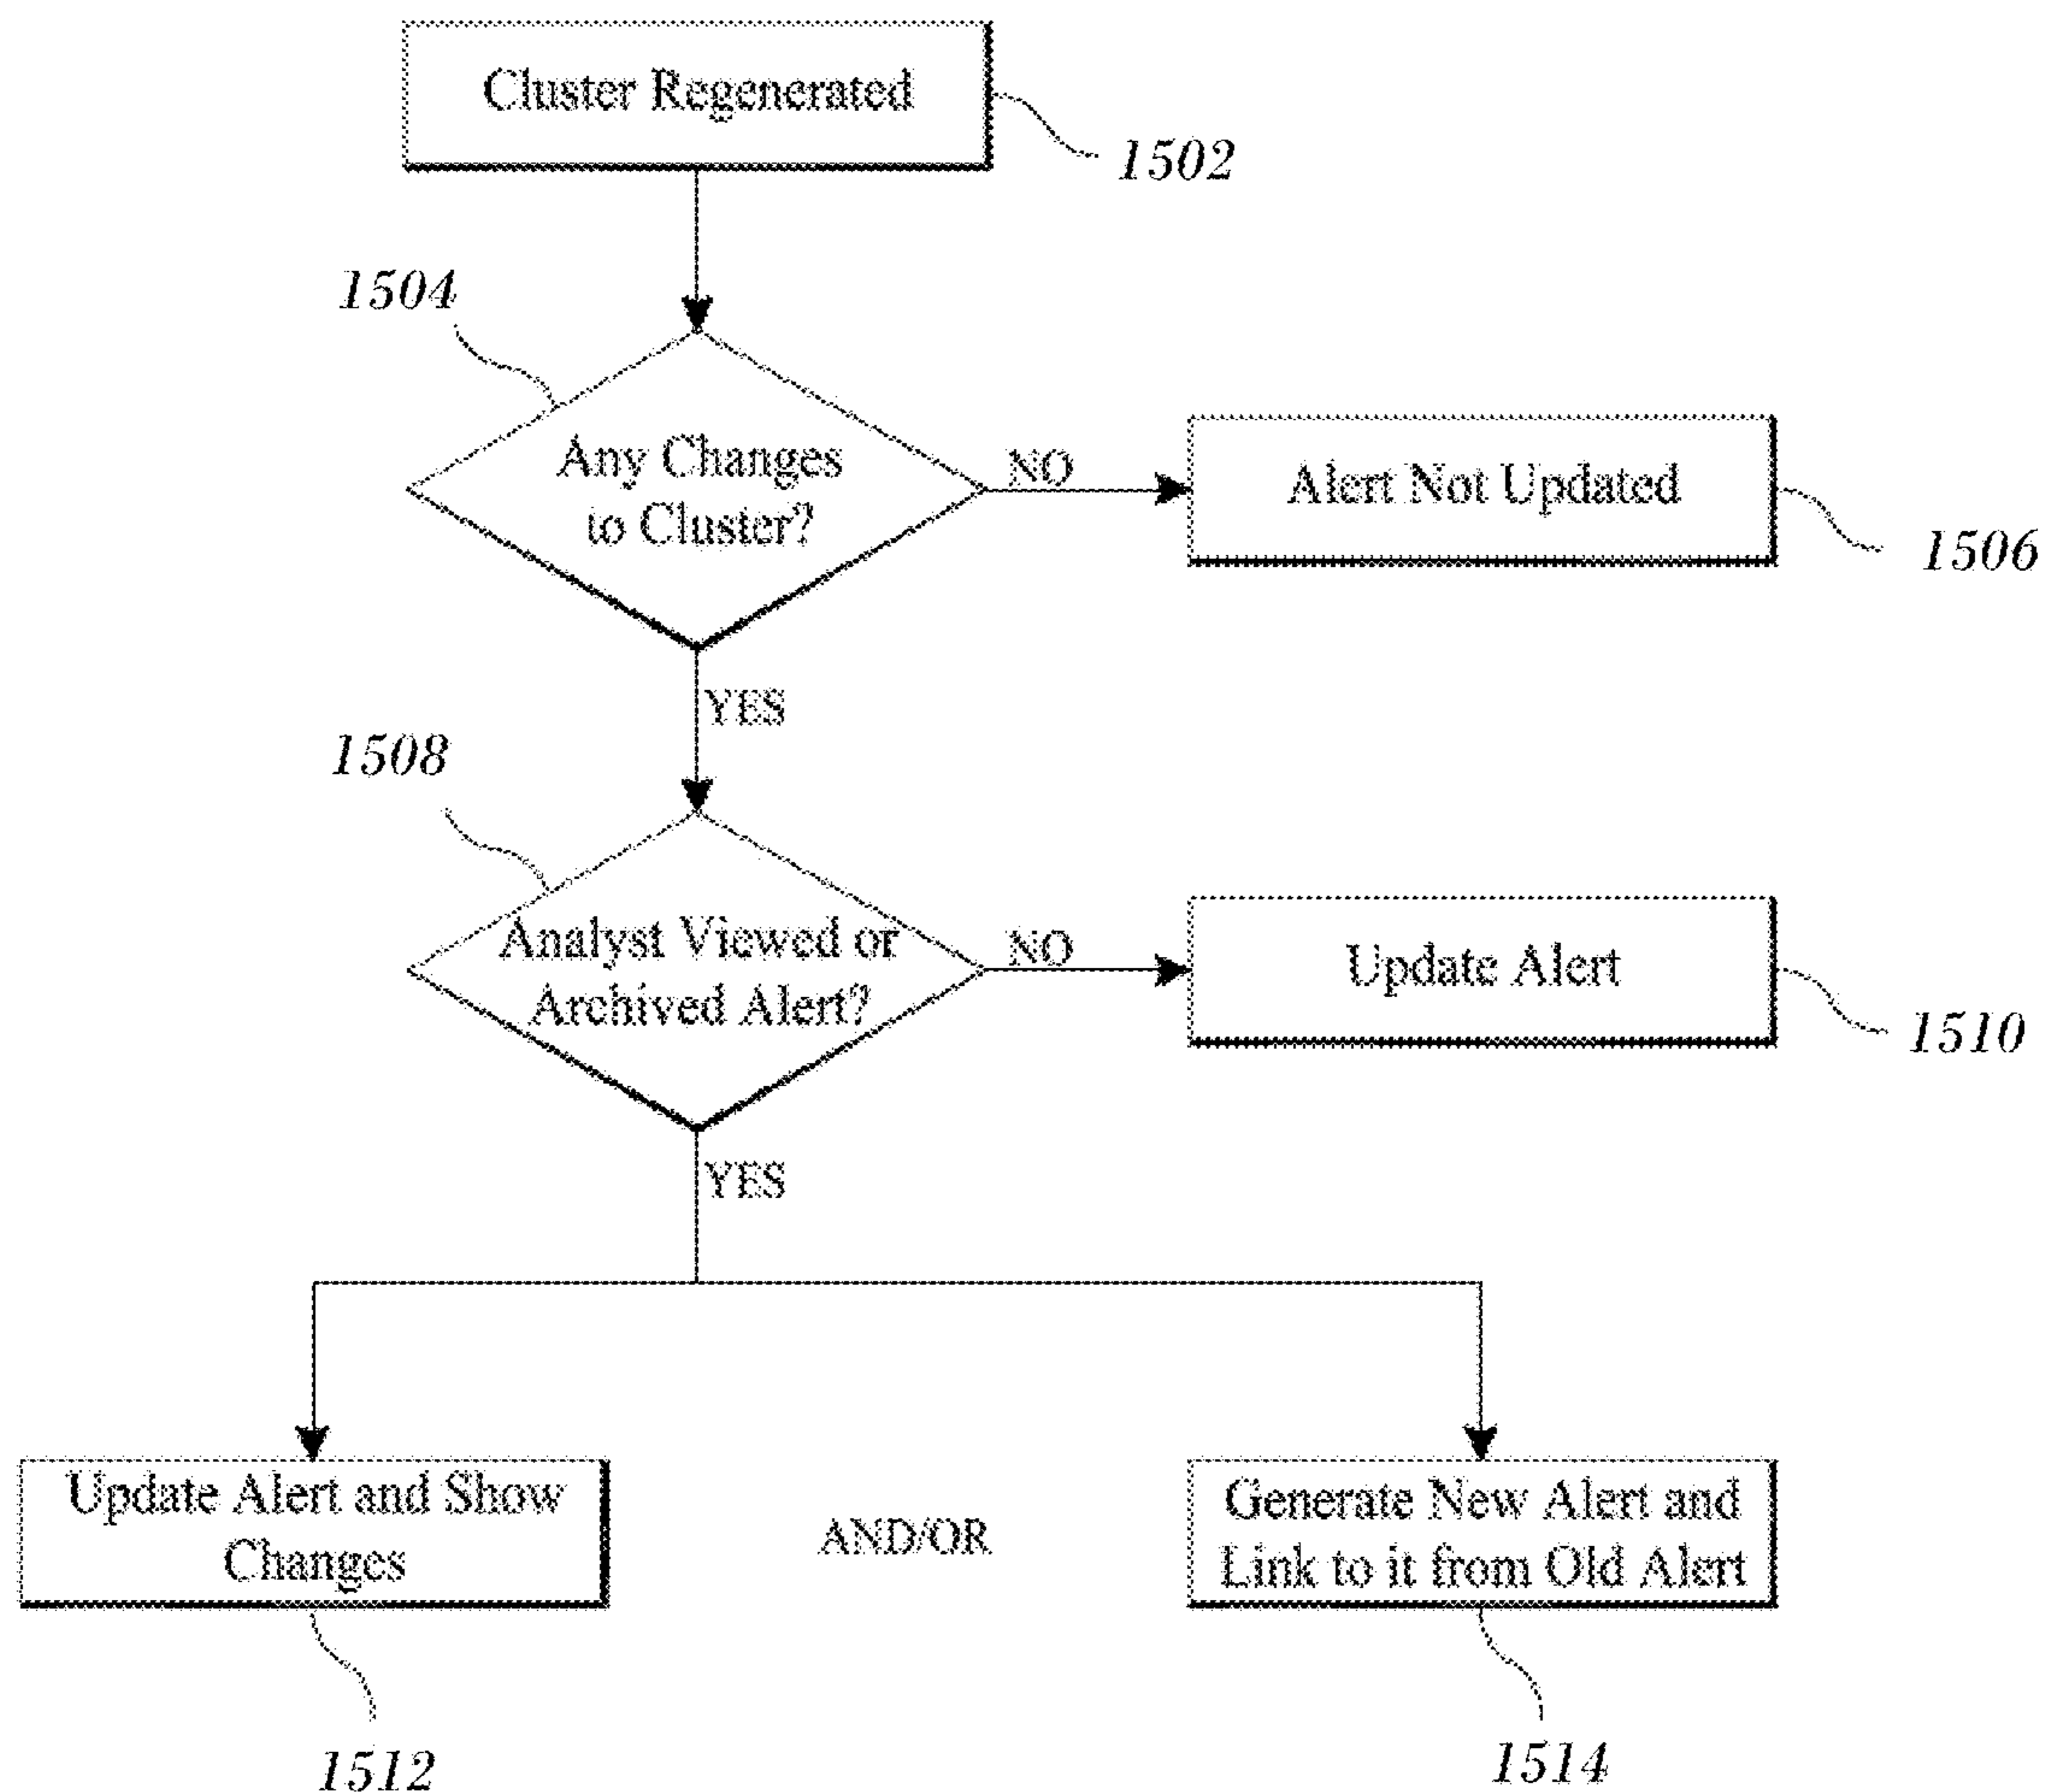 Cluster Regenerated
1502
1504
Any Changes
to Cluster?
NO
Alert Not Updated
1506
YES
1508
Analyst Viewed or
Archived Alert?
NO
Update Alert
1510
YES
Update Alert and Show
Changes
AND/OR
Generate New Alert and
Link to it from Old Alert
1512
1514